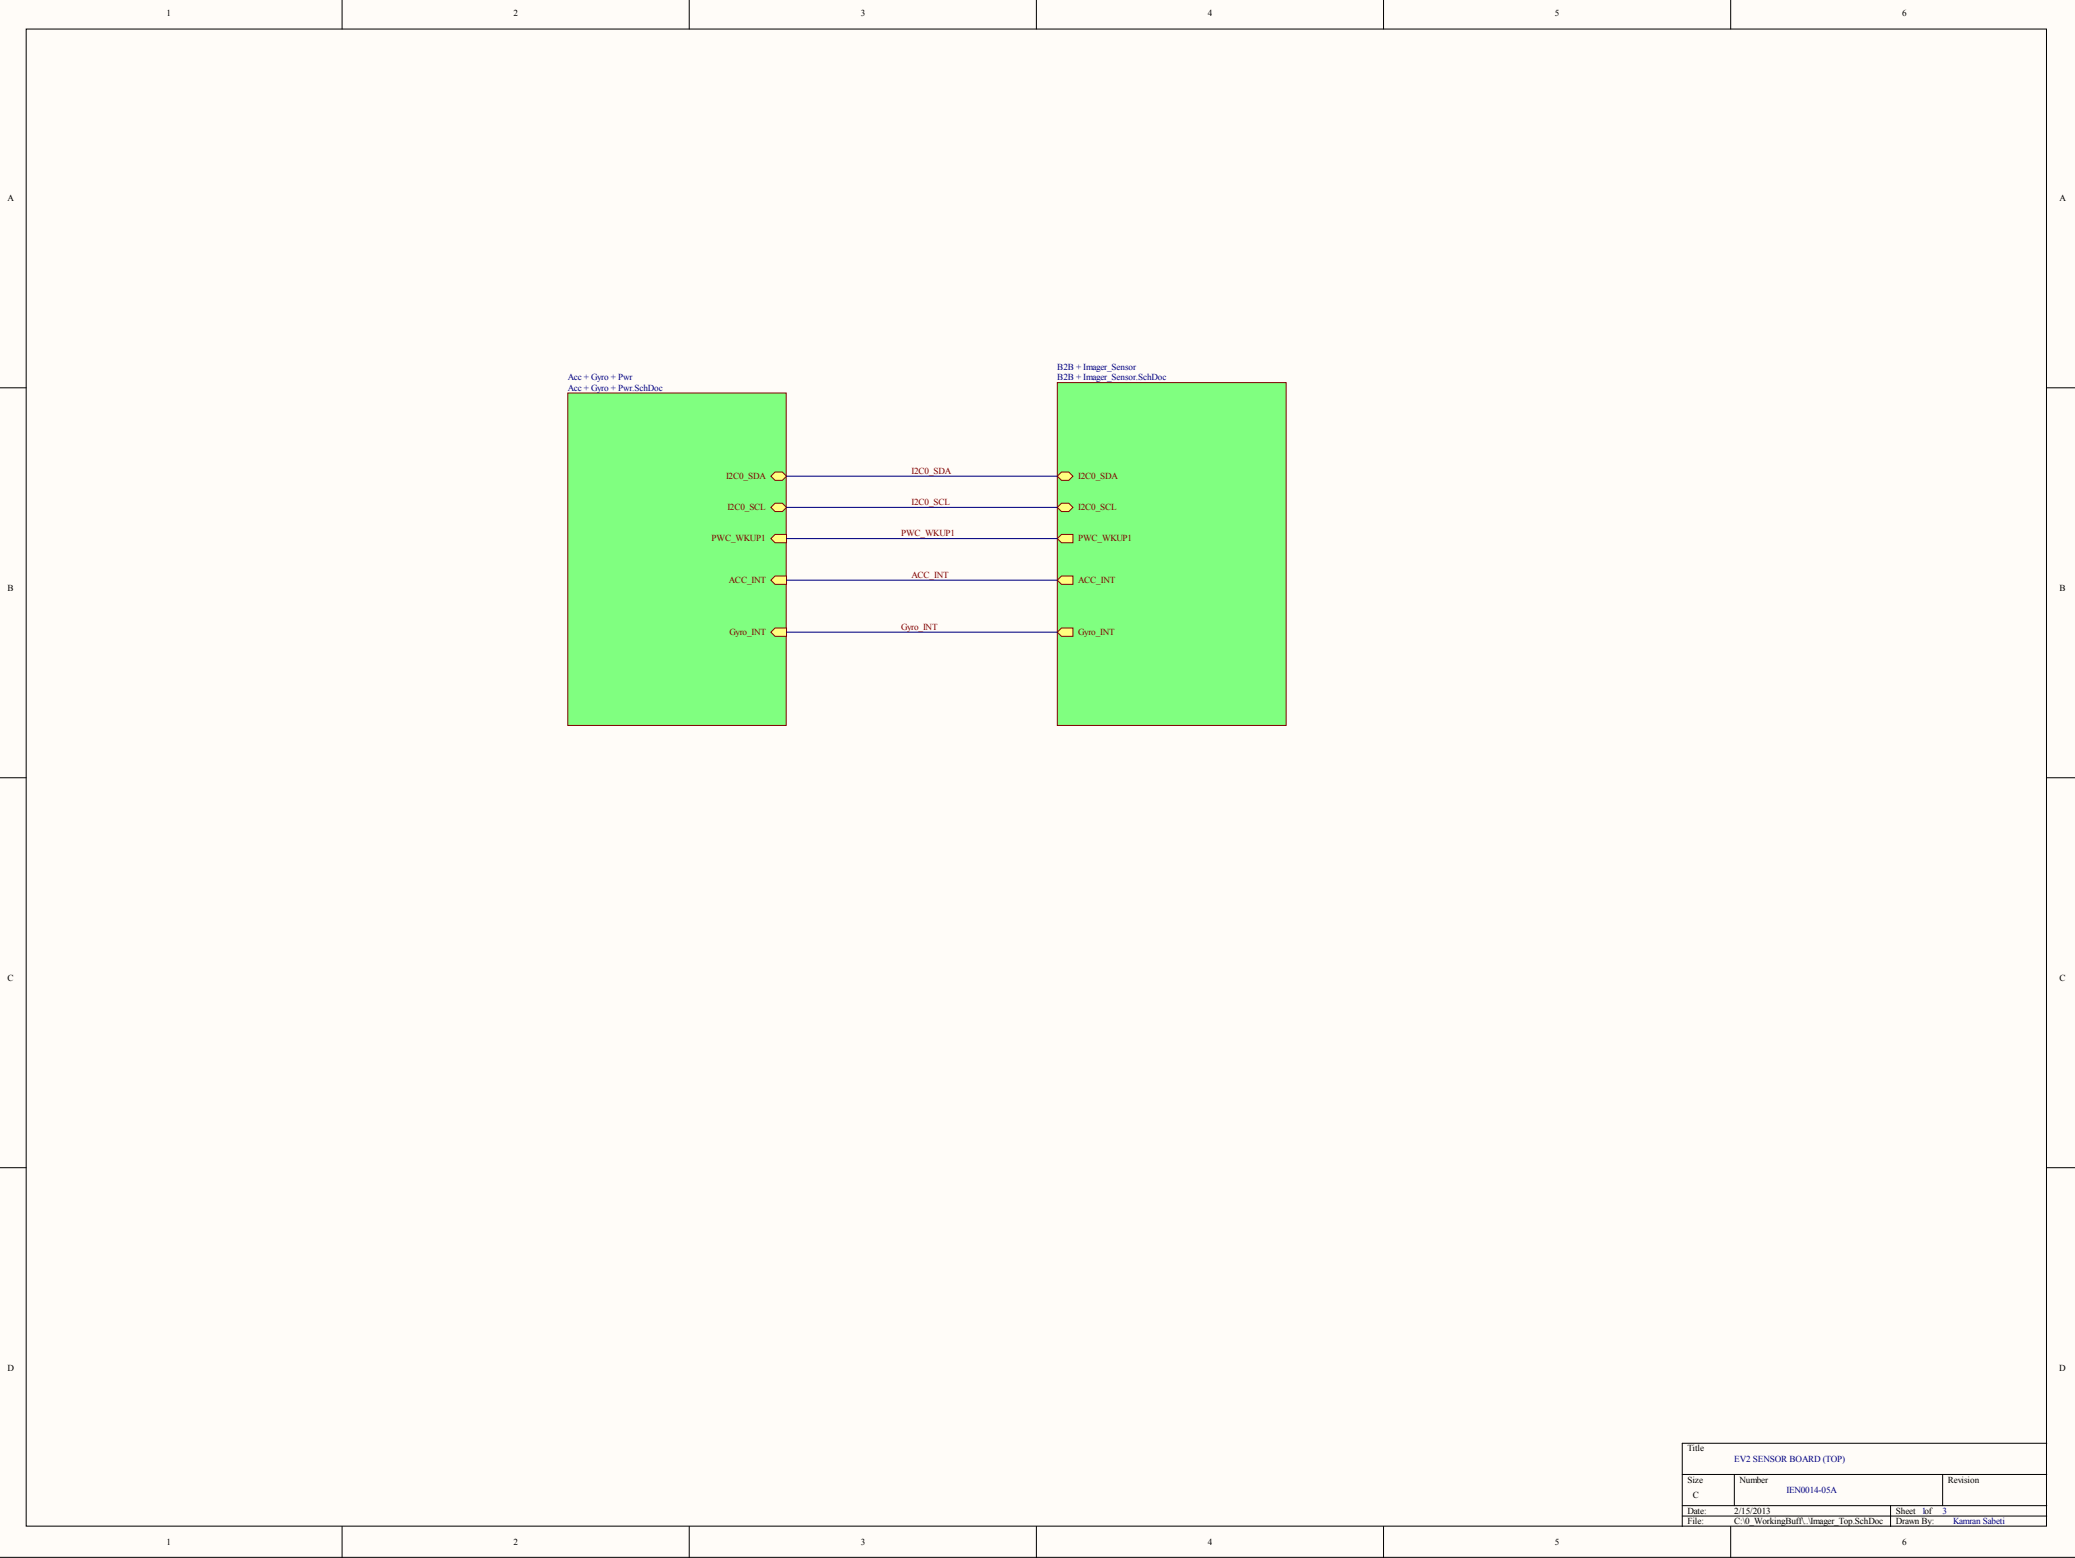 1 2 3 4 5 6
A A
B2B + Imager_Sensor
Acc + Gyro + Pwr
B2B + Imager_Sensor.SchDoc
Acc + Gyro + Pwr.SchDoc
I2C0_SDA I2C0_SDA I2C0_SDA
I2C0_SCL I2C0_SCL I2C0_SCL
PWC_WKUP1 PWC_WKUP1 PWC_WKUP1
ACC_INT ACC_INT ACC_INT
B B
Gyro_INT Gyro_INT Gyro_INT
C C
D D
Title
EV2 SENSOR BOARD (TOP)
Size Number Revision
C IEN0014-05A
Date: 2/15/2013 Sheet 1of 3
File: C:\0_WorkingBuff\..\Imager_Top.SchDoc Drawn By: Kamran Sabeti
1 2 3 4 5 6